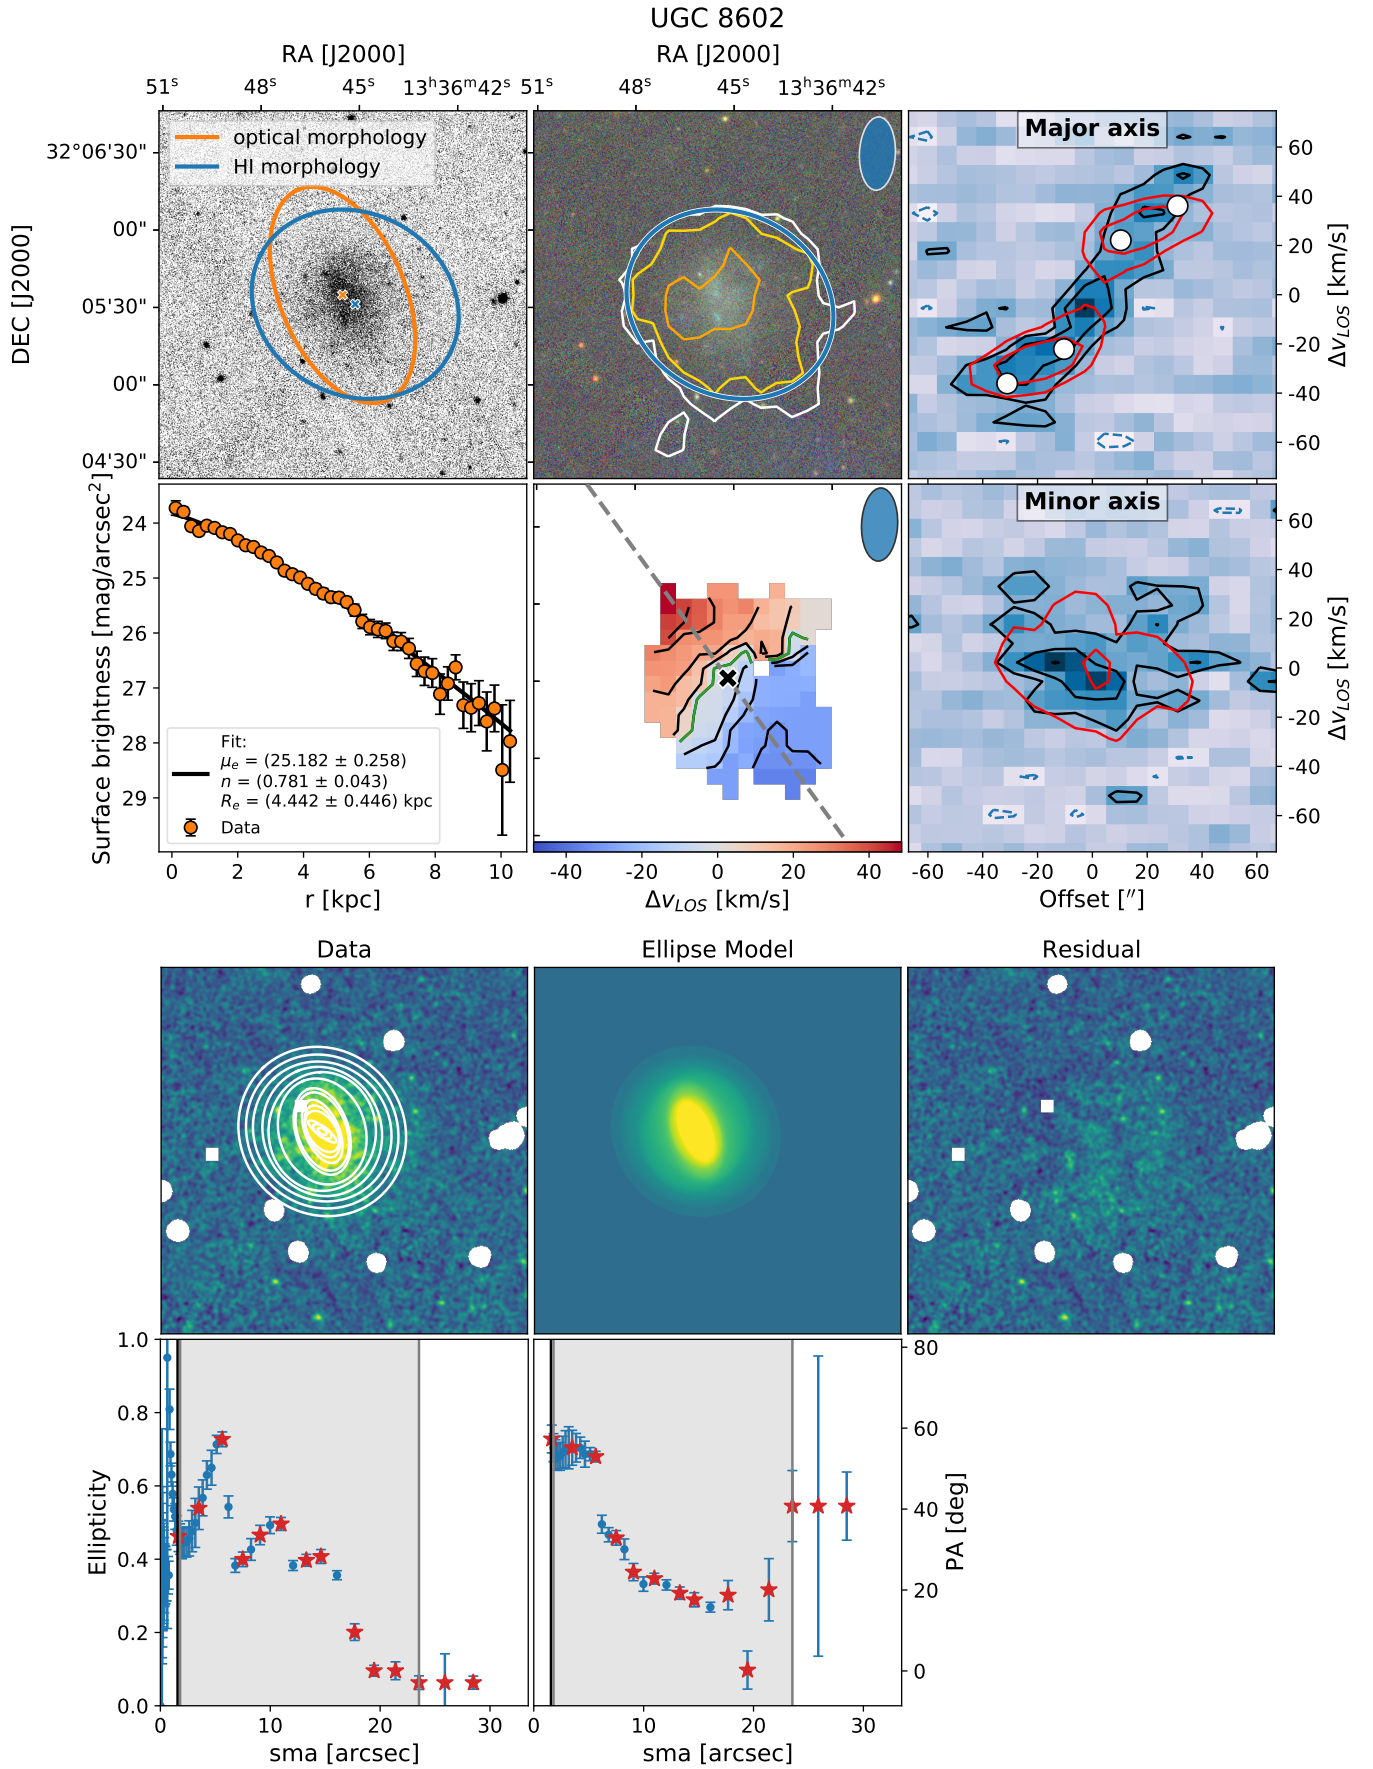 UGC 8602
RA [J2000]
RA [J2000]
51ˢ 48ˢ 45ˢ 13ʰ36ᵐ42ˢ
51ˢ 48ˢ 45ˢ 13ʰ36ᵐ42ˢ
optical morphology
HI morphology
DEC [J2000]
32°06'30"
00"
05'30"
00"
04'30"
Major axis
60
40
20
0
-20
-40
-60
Δv_LOS [km/s]
Surface brightness [mag/arcsec²]
24
25
26
27
28
29
Fit:
μₑ = (25.182 ± 0.258)
n = (0.781 ± 0.043)
Rₑ = (4.442 ± 0.446) kpc
Data
0 2 4 6 8 10
r [kpc]
-40 -20 0 20 40
Δv_LOS [km/s]
Minor axis
60
40
20
0
-20
-40
-60
Δv_LOS [km/s]
-60 -40 -20 0 20 40 60
Offset [″]
Data
Ellipse Model
Residual
Ellipticity
1.0
0.8
0.6
0.4
0.2
0.0
0 10 20 30
sma [arcsec]
0 10 20 30
sma [arcsec]
80
60
40
20
0
PA [deg]